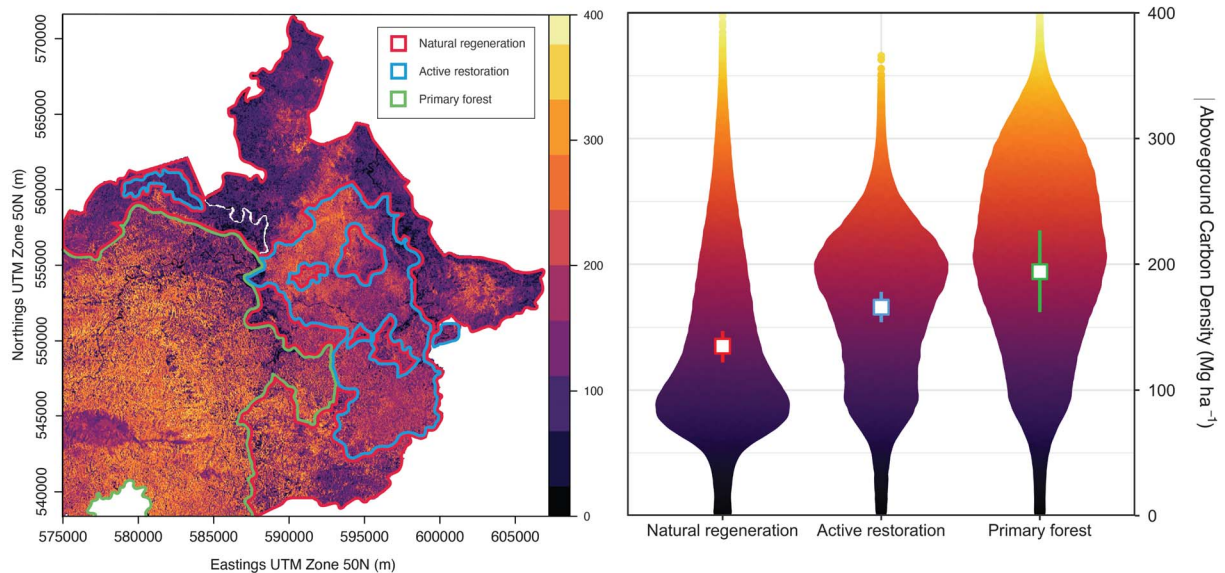 570000
565000
560000
555000
550000
545000
540000
Northings UTM Zone 50N (m)
575000 580000 585000 590000 595000 600000 605000
Eastings UTM Zone 50N (m)
Natural regeneration
Active restoration
Primary forest
400
300
200
100
0
Natural regeneration Active restoration Primary forest
400
300
200
100
0
Aboveground Carbon Density (Mg ha⁻¹)